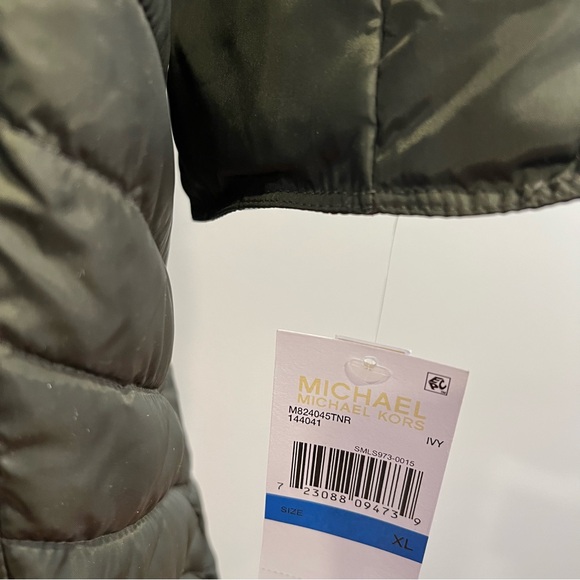 MICHAEL
MICHAEL KORS
M824045TNR
144041
IVY
SMLS973-0015
7 23088 09473 9
SIZE
XL